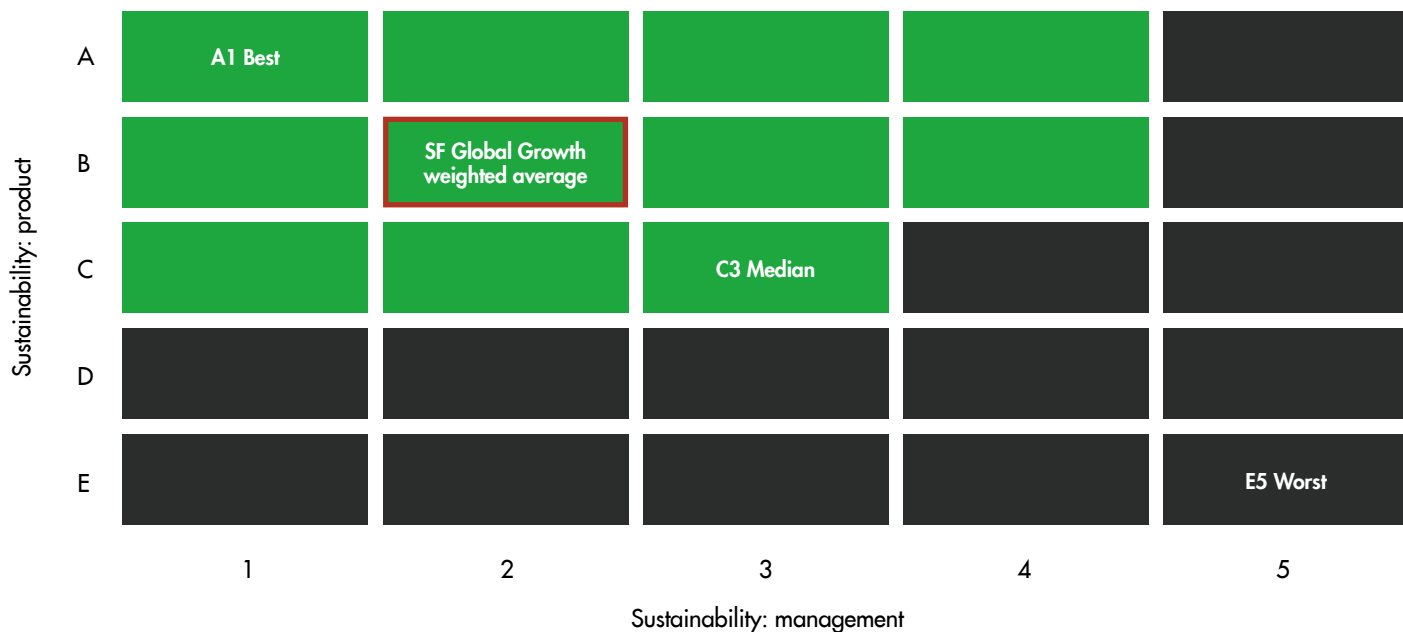 Sustainability: product
A
A1 Best
B
SF Global Growth
weighted average
C
C3 Median
D
E
E5 Worst
1
2
3
4
5
Sustainability: management